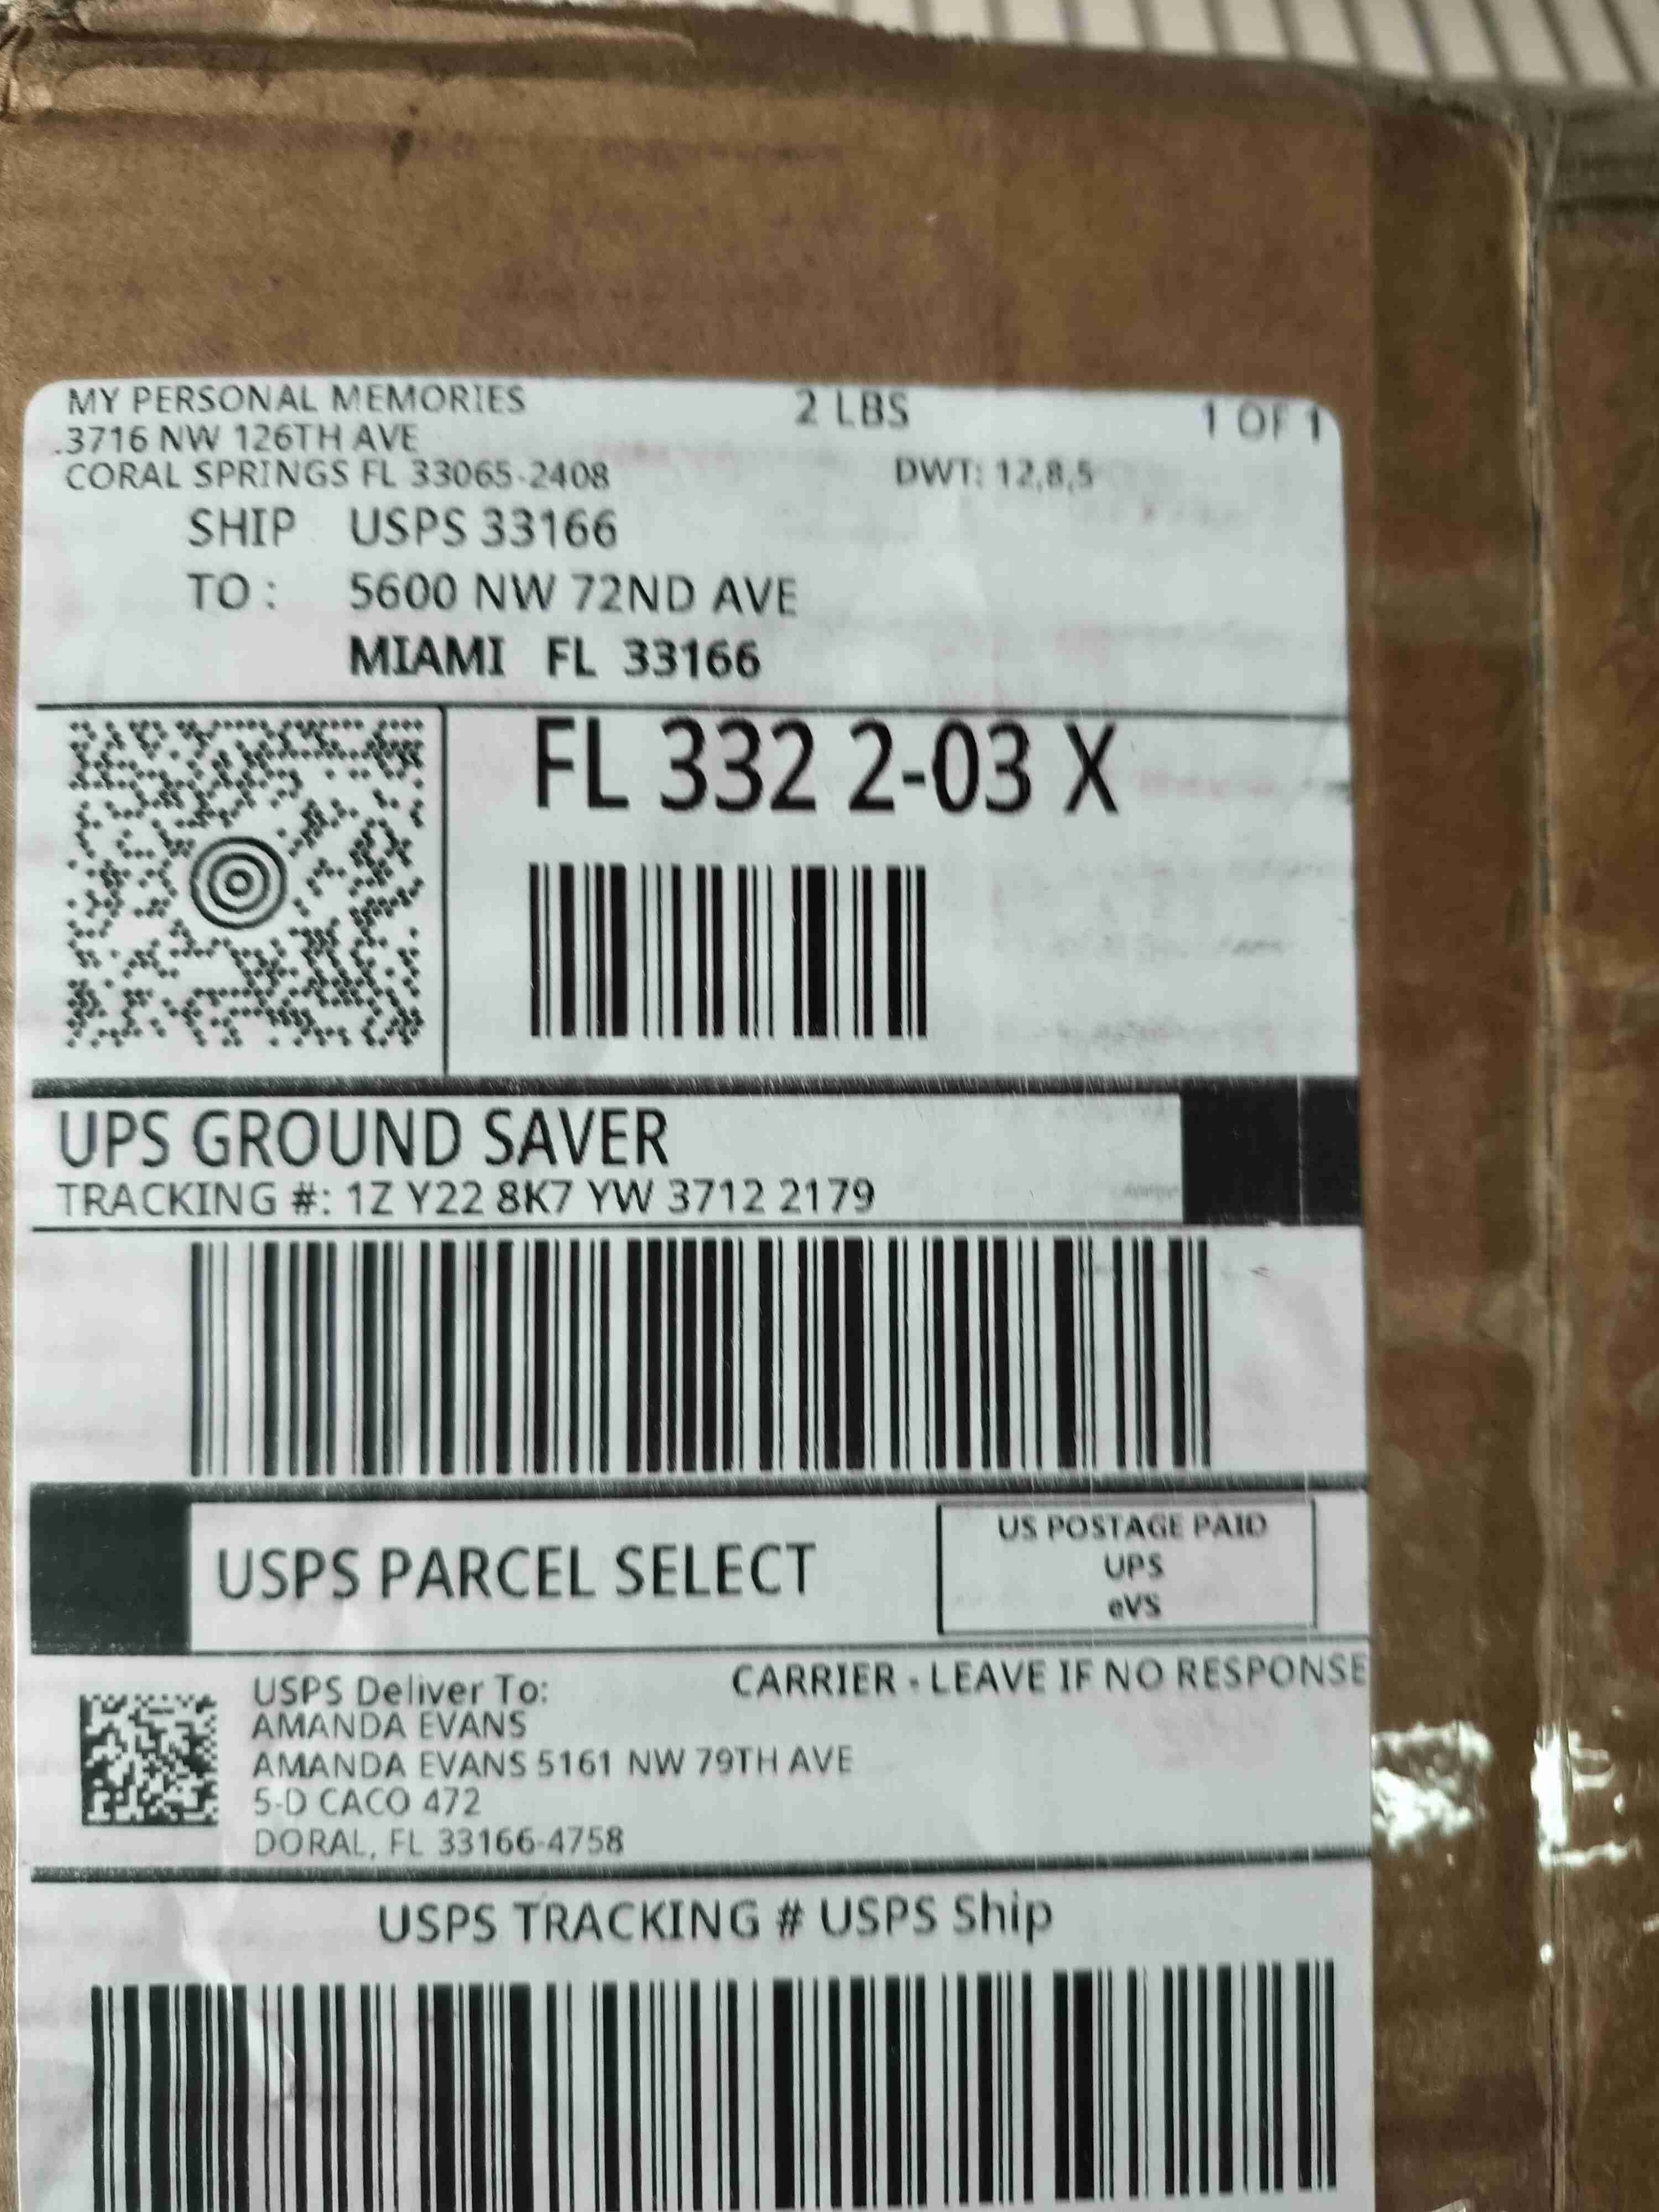 MY PERSONAL MEMORIES
3716 NW 126TH AVE
CORAL SPRINGS FL 33065-2408
2 LBS
1 OF 1
DWT: 12,8,5
SHIP USPS 33166
TO : 5600 NW 72ND AVE
MIAMI FL 33166
FL 332 2-03 X
UPS GROUND SAVER
TRACKING #: 1Z Y22 8K7 YW 3712 2179
USPS PARCEL SELECT
US POSTAGE PAID
UPS
eVS
CARRIER - LEAVE IF NO RESPONSE
USPS Deliver To:
AMANDA EVANS
AMANDA EVANS 5161 NW 79TH AVE
5-D CACO 472
DORAL, FL 33166-4758
USPS TRACKING # USPS Ship